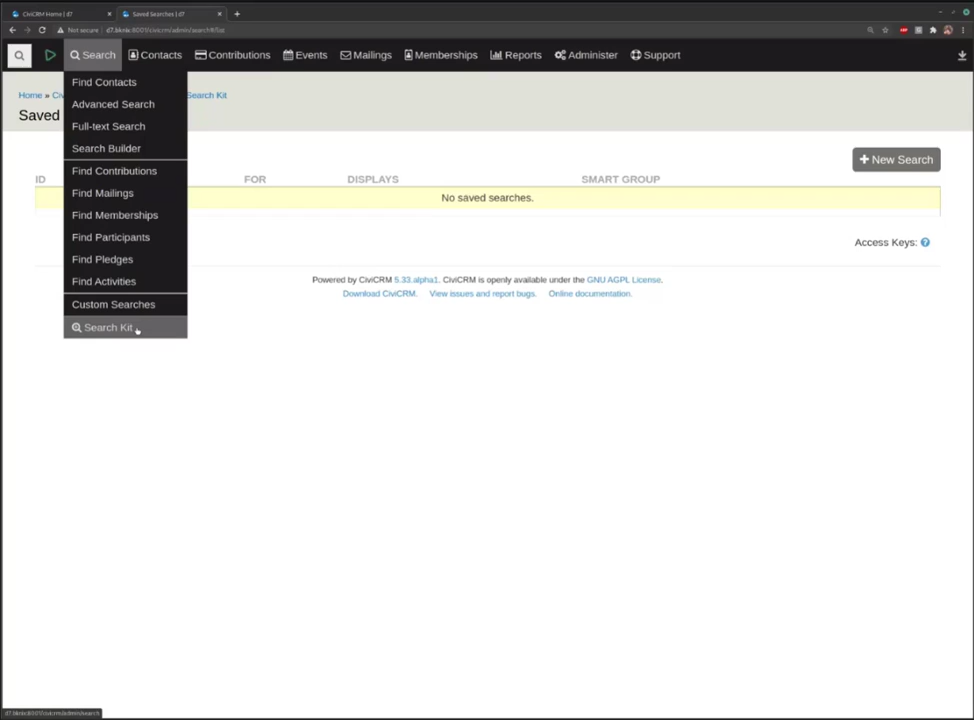 CiviCRM Home | d7
Saved Searches | d7
Not secure | d7.bknix:8001/civicrm/admin/search#/list
Search
Contacts
Contributions
Events
Mailings
Memberships
Reports
Administer
Support
Find Contacts
Advanced Search
Full-text Search
Search Builder
Find Contributions
Find Mailings
Find Memberships
Find Participants
Find Pledges
Find Activities
Custom Searches
Search Kit
Home » Civ
Search Kit
Saved
+ New Search
ID
FOR
DISPLAYS
SMART GROUP
No saved searches.
Access Keys: ?
Powered by CiviCRM 5.33.alpha1. CiviCRM is openly available under the GNU AGPL License.
Download CiviCRM. View issues and report bugs. Online documentation.
d7.bknix:8001/civicrm/admin/search